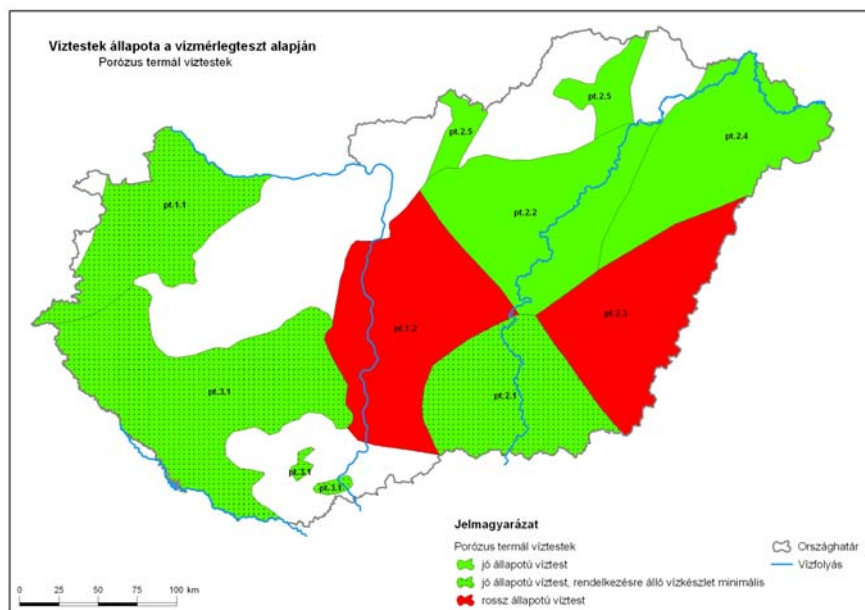 Víztestek állapota a vízmérlegteszt alapján
Porózus termál víztestek
pt.2.5
pt.2.5
pt.2.4
pt.1.1
pt.2.2
pt.1.2
pt.2.3
pt.3.1
pt.2.1
pt.3.1
pt.3.1
Jelmagyarázat
Porózus termál víztestek
jó állapotú víztest
jó állapotú víztest, rendelkezésre álló vízkészlet minimális
rossz állapotú víztest
Országhatár
Vízfolyás
0 25 50 75 100 km